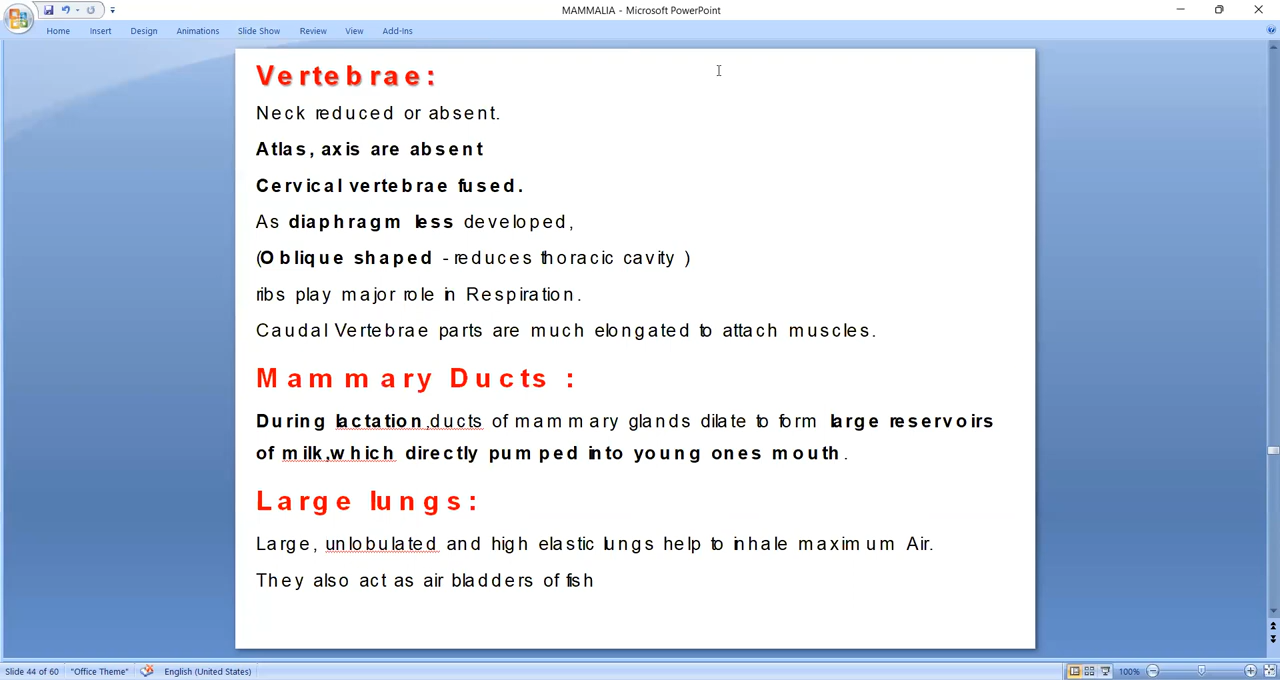 MAMMALIA - Microsoft PowerPoint
Home Insert Design Animations Slide Show Review View Add-Ins
Vertebrae:
Neck reduced or absent.
Atlas, axis are absent
Cervical vertebrae fused.
As diaphragm less developed,
(Oblique shaped - reduces thoracic cavity )
ribs play major role in Respiration.
Caudal Vertebrae parts are much elongated to attach muscles.
Mammary Ducts :
During lactation,ducts of mammary glands dilate to form large reservoirs
of milk,which directly pumped into young ones mouth.
Large lungs:
Large, unlobulated and high elastic lungs help to inhale maximum Air.
They also act as air bladders of fish
Slide 44 of 60 "Office Theme" English (United States) 100%